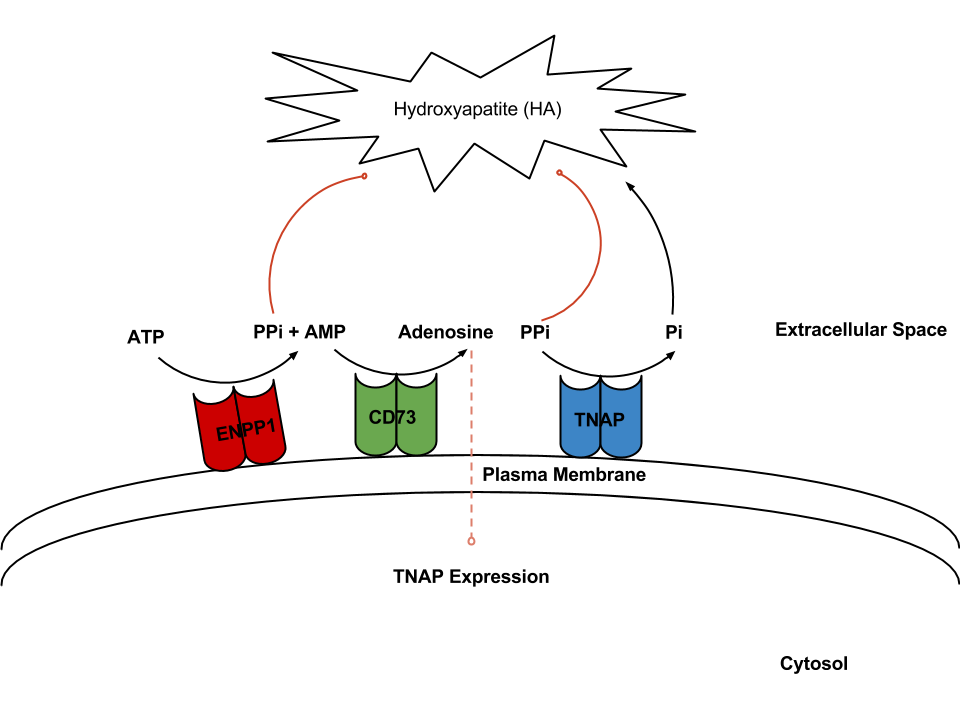 Hydroxyapatite (HA)
ATP
PPi + AMP
Adenosine
PPi
Pi
Extracellular Space
ENPP1
CD73
TNAP
Plasma Membrane
TNAP Expression
Cytosol